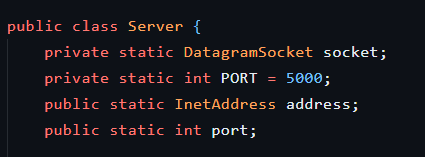 public class Server {
private static DatagramSocket socket;
private static int PORT = 5000;
public static InetAddress address;
public static int port;